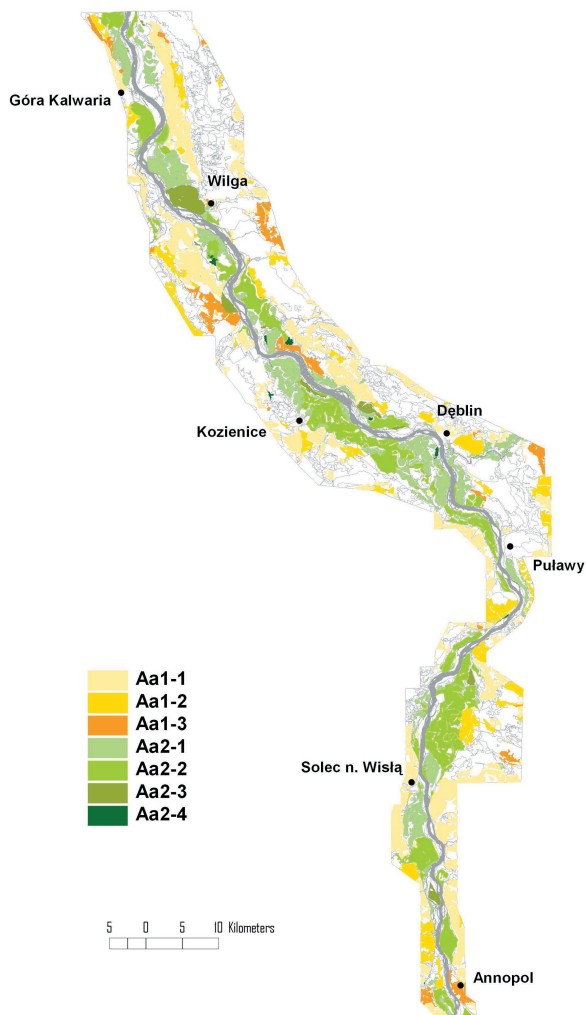 Góra Kalwaria
Wilga
Dęblin
Kozienice
Puławy
Aa1-1
Aa1-2
Aa1-3
Aa2-1
Aa2-2
Aa2-3
Aa2-4
Solec n. Wisłą
5 0 5 10 Kilometers
Annopol